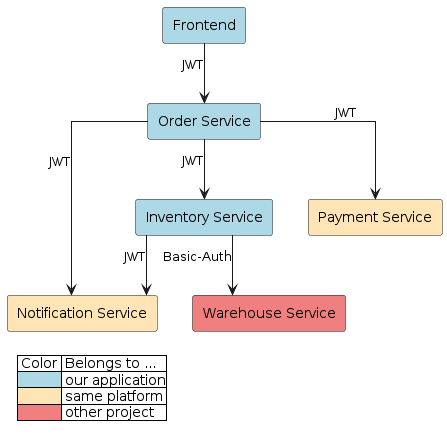 Frontend
JWT
Order Service
JWT
JWT
JWT
Inventory Service
Payment Service
JWT
Basic-Auth
Notification Service
Warehouse Service
Color Belongs to ...
our application
same platform
other project